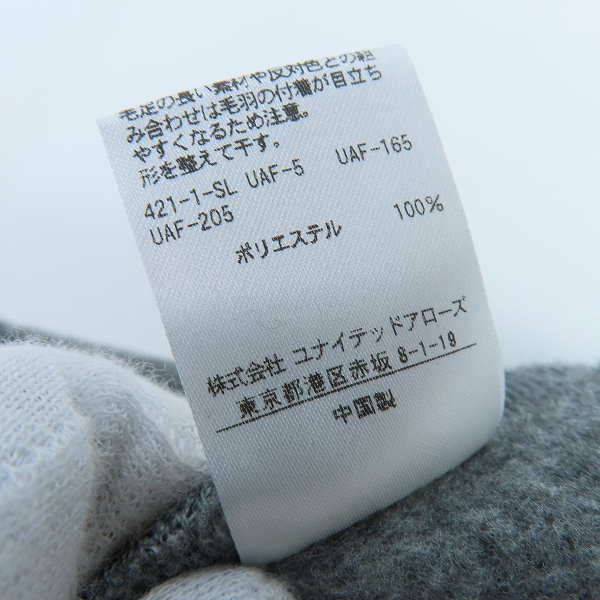 毛足の長い素材や反対色との組
み合わせは毛羽の付着が目立ち
やすくなるため注意。
形を整えて干す。
421-1-SL UAF-5 UAF-165
UAF-205
ポリエステル 100%
株式会社 ユナイテッドアローズ
東京都港区赤坂 8-1-19
中国製